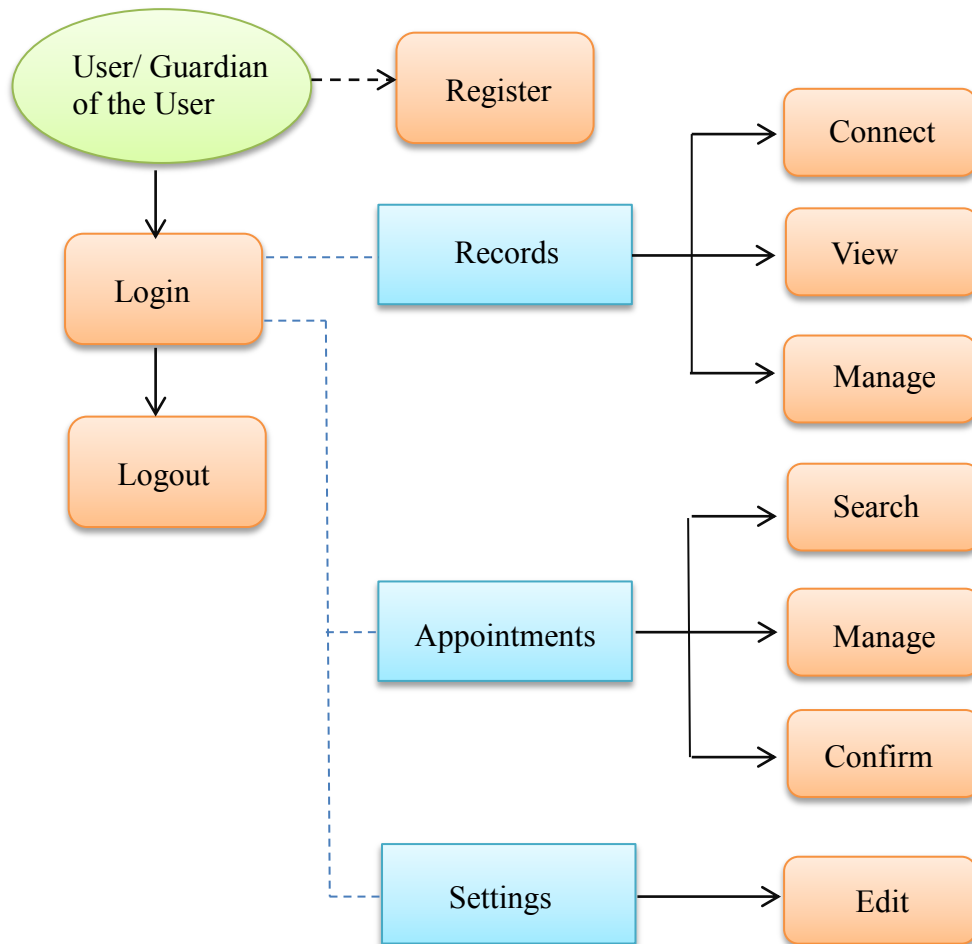 User/ Guardian
of the User
Register
Connect
Records
View
Login
Manage
Logout
Search
Appointments
Manage
Confirm
Settings
Edit